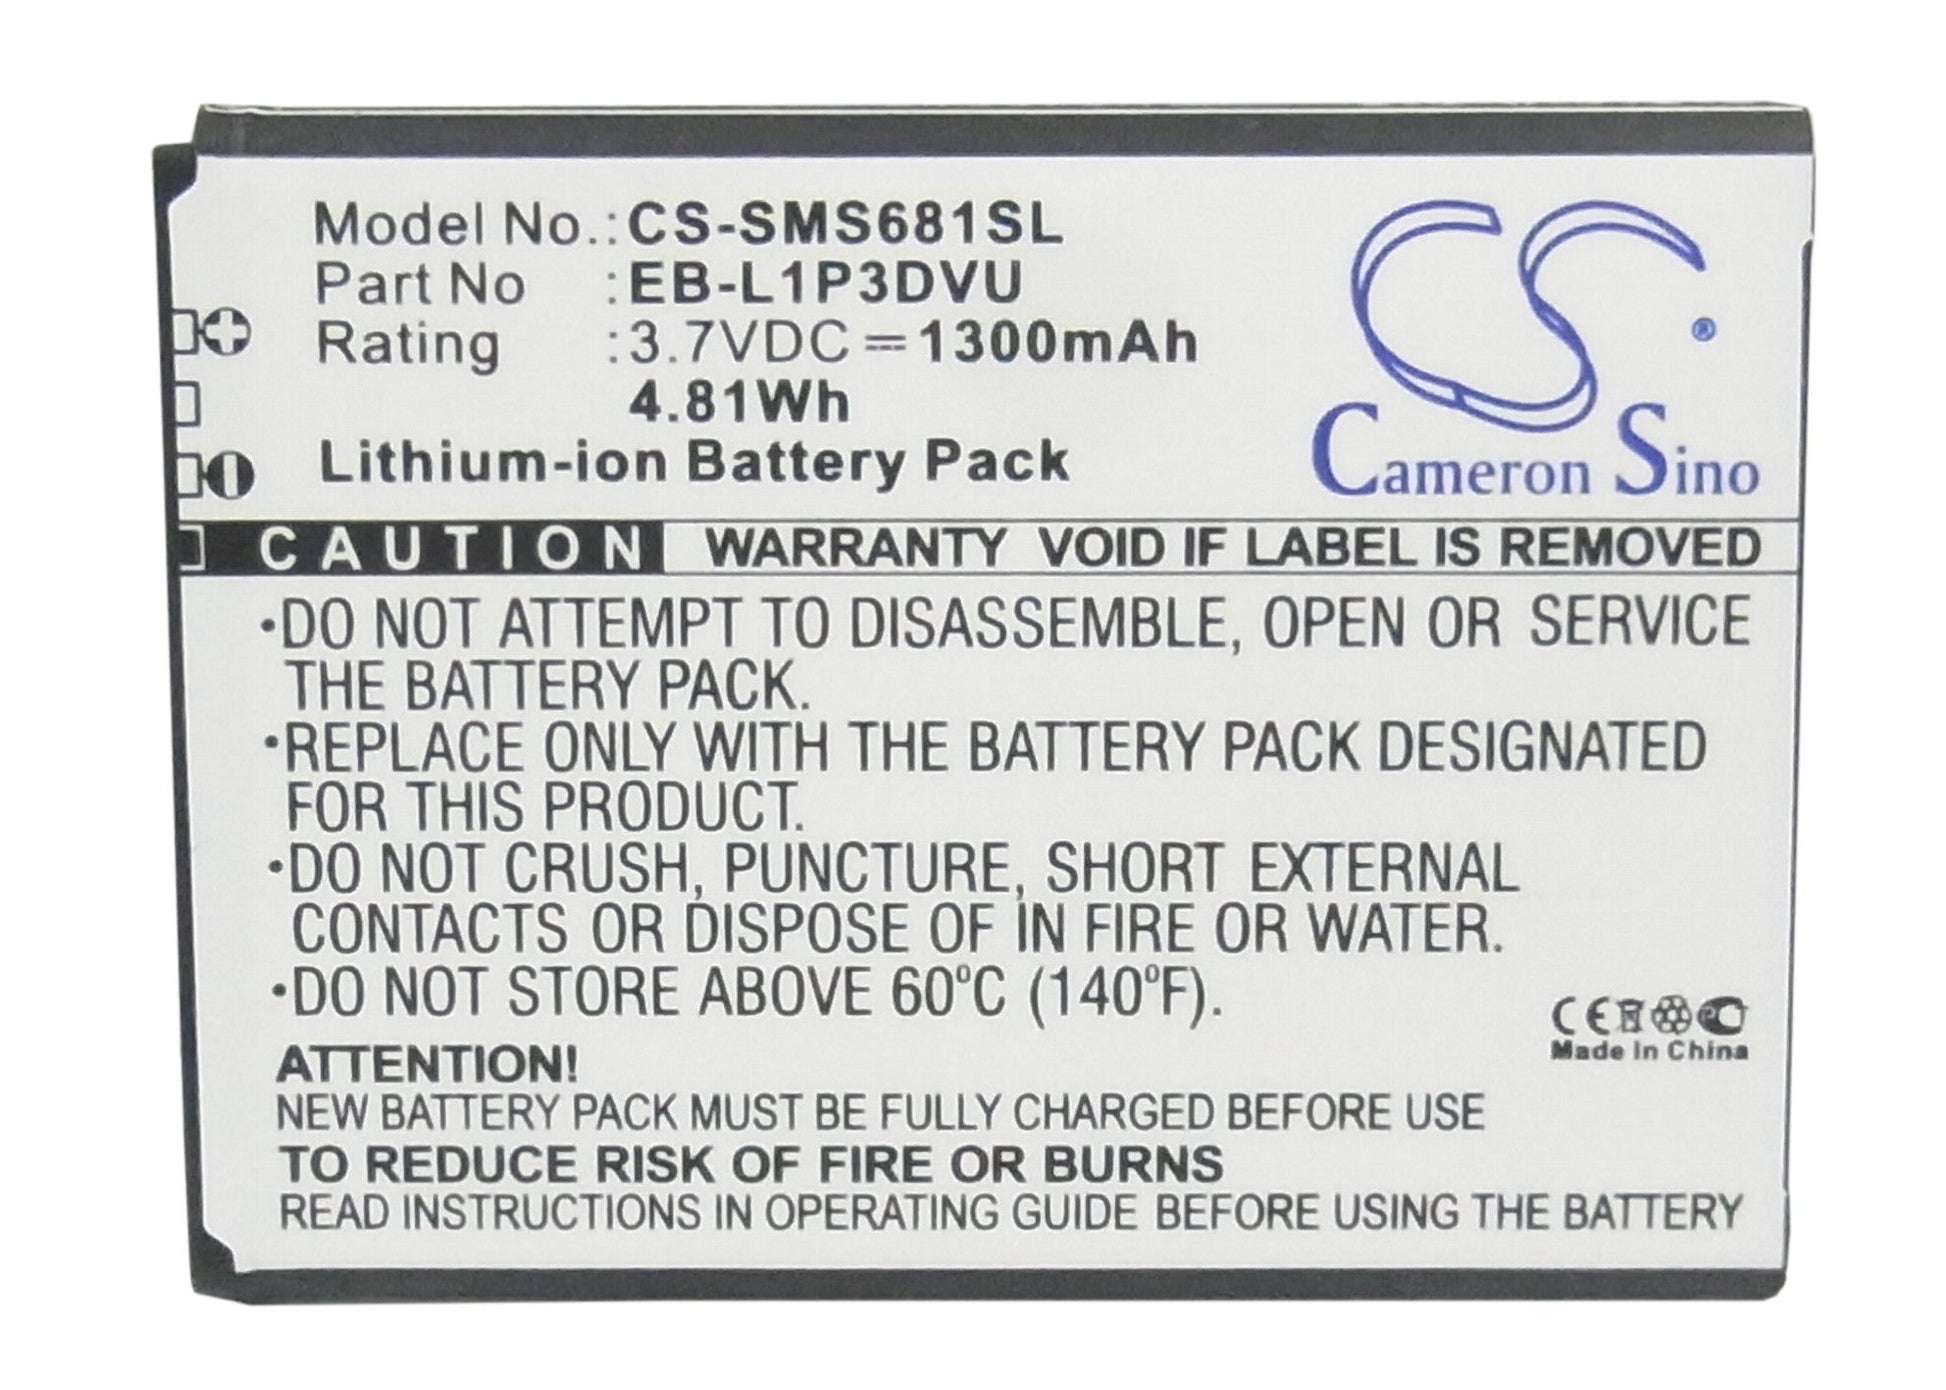 Model No.: CS-SMS681SL
Part No : EB-L1P3DVU
Rating : 3.7VDC = 1300mAh
4.81Wh
Lithium-ion Battery Pack
CS ®
Cameron Sino
CAUTION WARRANTY VOID IF LABEL IS REMOVED
•DO NOT ATTEMPT TO DISASSEMBLE, OPEN OR SERVICE
THE BATTERY PACK.
•REPLACE ONLY WITH THE BATTERY PACK DESIGNATED
FOR THIS PRODUCT.
•DO NOT CRUSH, PUNCTURE, SHORT EXTERNAL
CONTACTS OR DISPOSE OF IN FIRE OR WATER.
•DO NOT STORE ABOVE 60°C (140°F).
CE PC
Made in China
ATTENTION!
NEW BATTERY PACK MUST BE FULLY CHARGED BEFORE USE
TO REDUCE RISK OF FIRE OR BURNS
READ INSTRUCTIONS IN OPERATING GUIDE BEFORE USING THE BATTERY